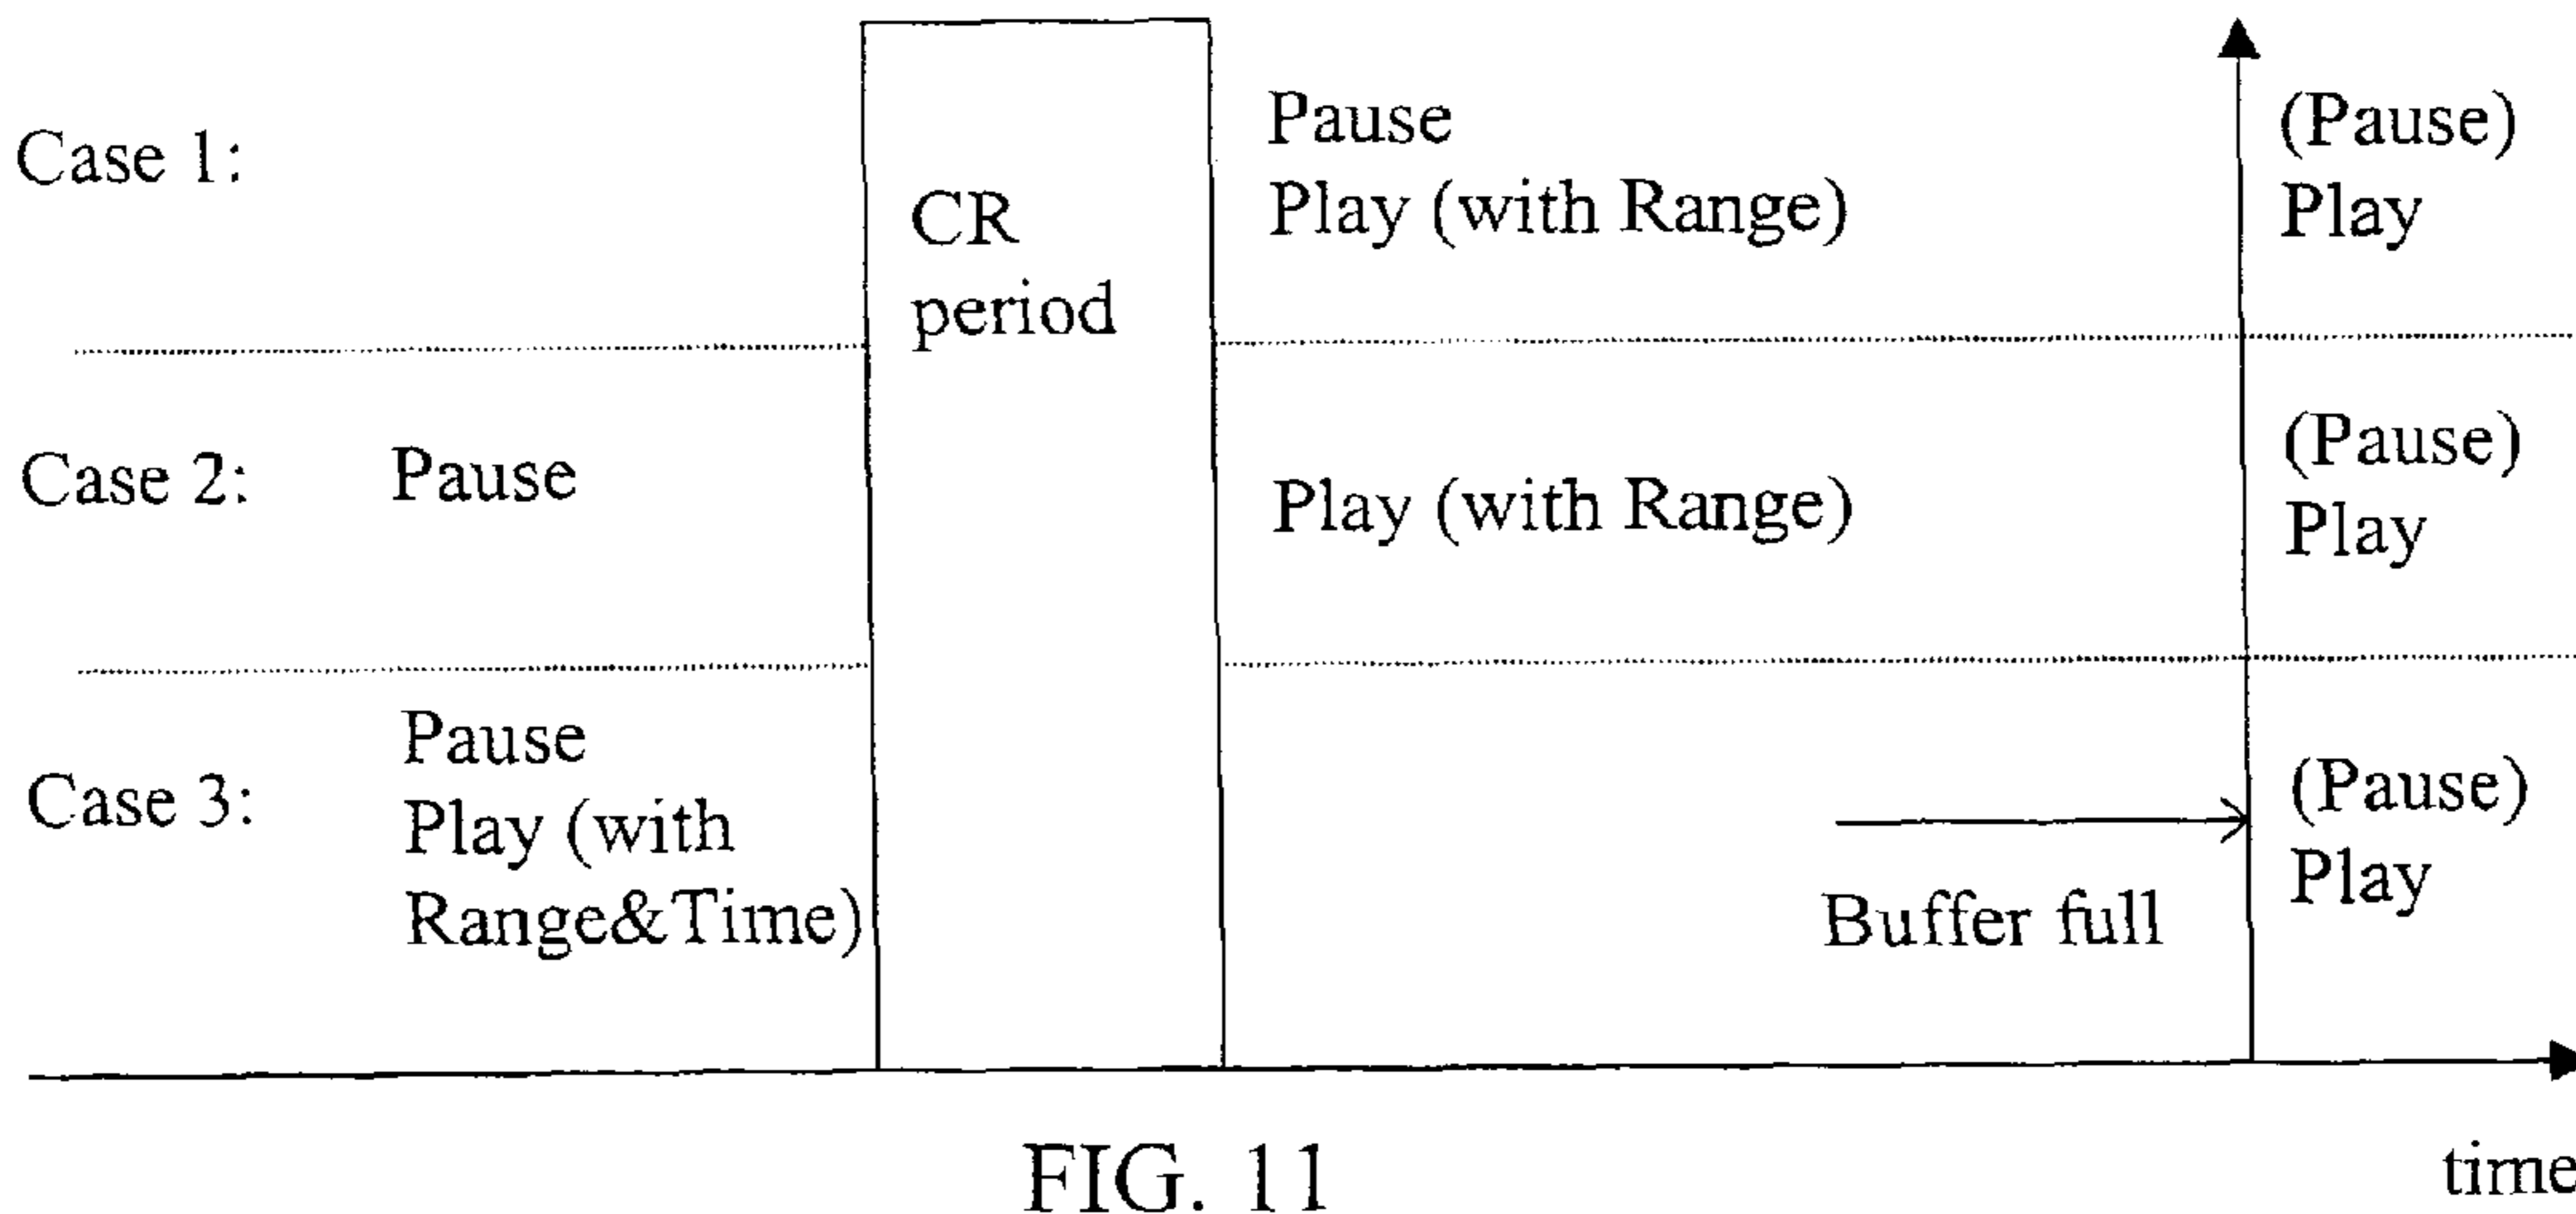 Case 1:
CR
period
Pause
Play (with Range)
(Pause)
Play
Case 2:
Pause
Play (with Range)
(Pause)
Play
Case 3:
Pause
Play (with
Range&Time)
Buffer full
(Pause)
Play
time
FIG. 11